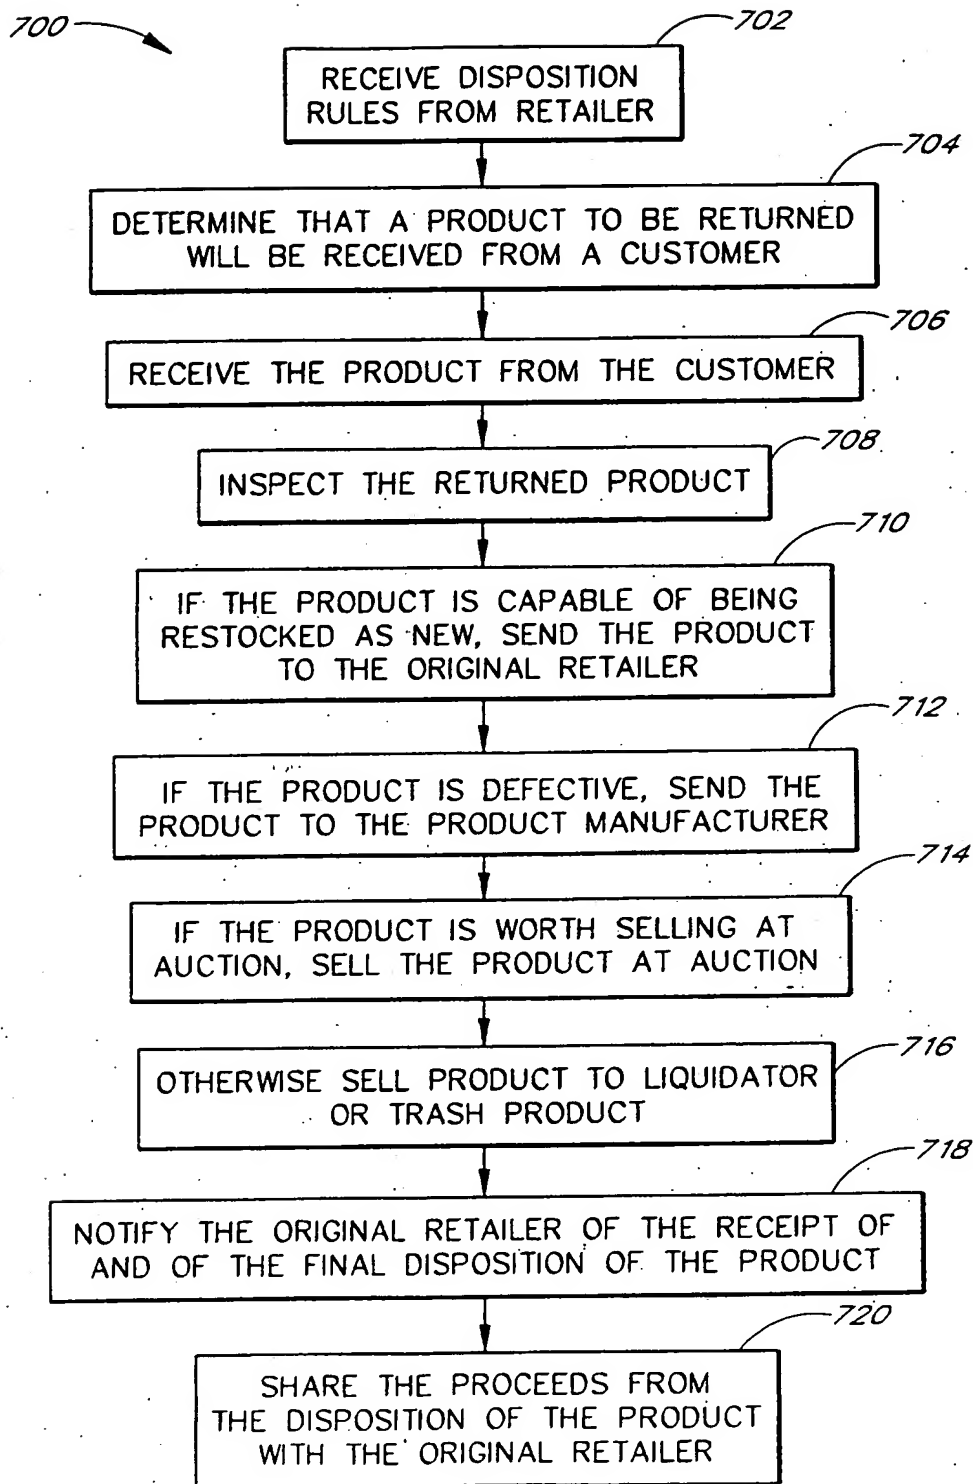 700
702
RECEIVE DISPOSITION
RULES FROM RETAILER
704
DETERMINE THAT A PRODUCT TO BE RETURNED
WILL BE RECEIVED FROM A CUSTOMER
706
RECEIVE THE PRODUCT FROM THE CUSTOMER
708
INSPECT THE RETURNED PRODUCT
710
IF THE PRODUCT IS CAPABLE OF BEING
RESTOCKED AS NEW, SEND THE PRODUCT
TO THE ORIGINAL RETAILER
712
IF THE PRODUCT IS DEFECTIVE, SEND THE
PRODUCT TO THE PRODUCT MANUFACTURER
714
IF THE PRODUCT IS WORTH SELLING AT
AUCTION, SELL THE PRODUCT AT AUCTION
716
OTHERWISE SELL PRODUCT TO LIQUIDATOR
OR TRASH PRODUCT
718
NOTIFY THE ORIGINAL RETAILER OF THE RECEIPT OF
AND OF THE FINAL DISPOSITION OF THE PRODUCT
720
SHARE THE PROCEEDS FROM
THE DISPOSITION OF THE PRODUCT
WITH THE ORIGINAL RETAILER